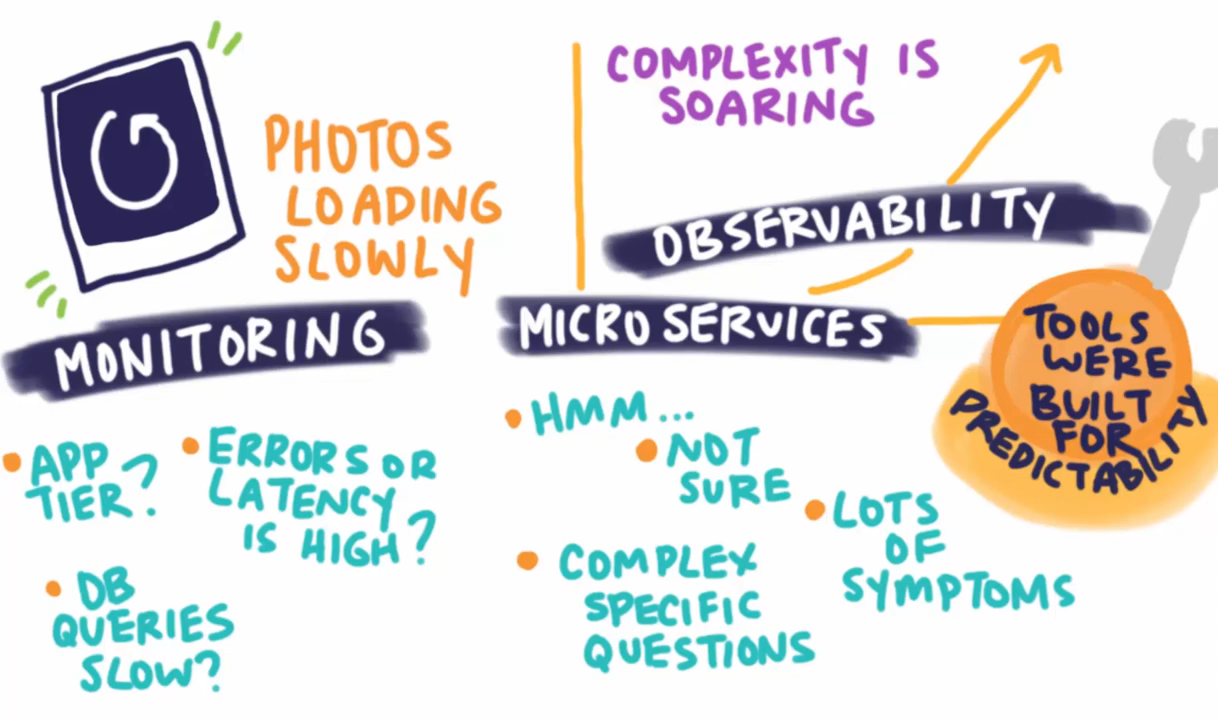 PHOTOS
LOADING
SLOWLY
MONITORING
APP
TIER?
ERRORS OR
LATENCY
IS HIGH?
DB
QUERIES
SLOW?
COMPLEXITY IS
SOARING
OBSERVABILITY
MICRO SERVICES
HMM...
NOT
SURE
LOTS
OF
SYMPTOMS
COMPLEX
SPECIFIC
QUESTIONS
TOOLS
WERE
BUILT
FOR
PREDICTABILITY